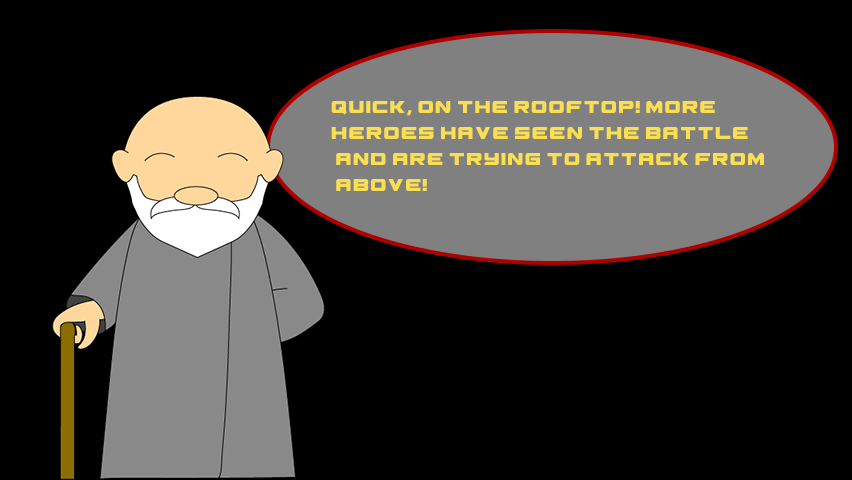 QUICK, ON THE ROOFTOP! MORE
HEROES HAVE SEEN THE BATTLE
AND ARE TRYING TO ATTACK FROM
ABOVE!